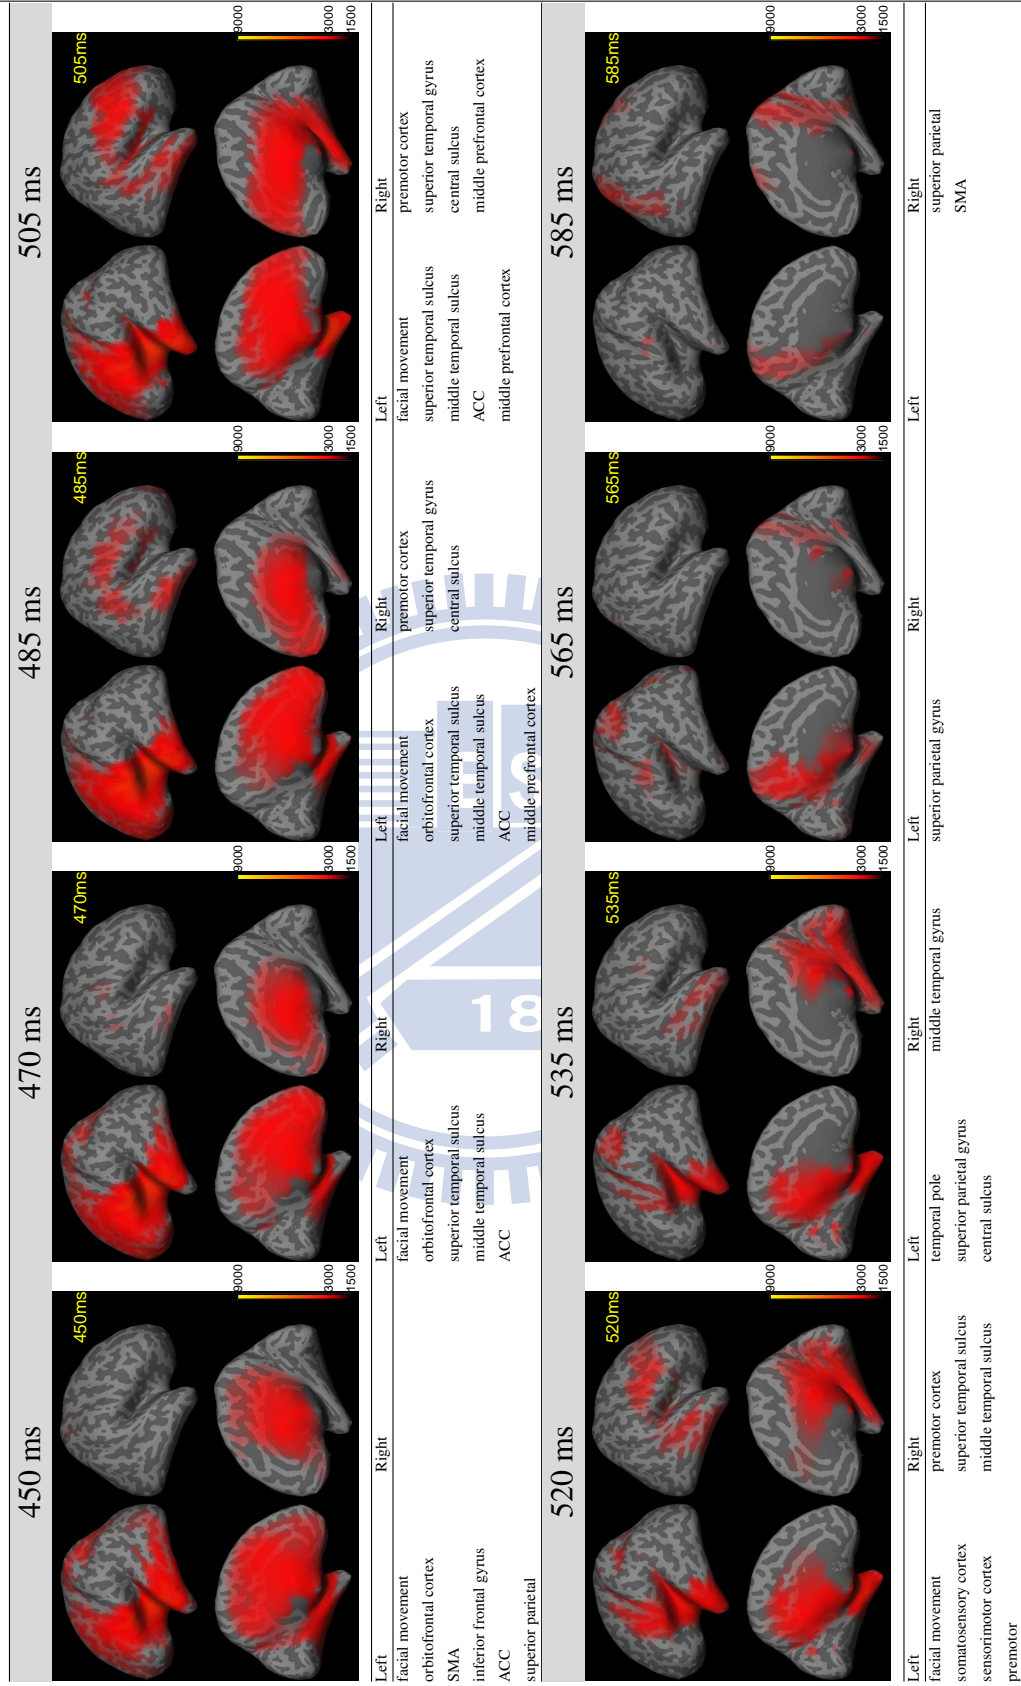 450 ms
470 ms
485 ms
505 ms
450ms
9000
3000
1500
470ms
9000
3000
1500
485ms
9000
3000
1500
505ms
9000
3000
1500
Left
facial movement
orbitofrontal cortex
SMA
inferior frontal gyrus
ACC
superior parietal
Right
Left
facial movement
orbitofrontal cortex
superior temporal sulcus
middle temporal sulcus
ACC
Right
Left
facial movement
orbitofrontal cortex
superior temporal sulcus
middle temporal sulcus
ACC
middle prefrontal cortex
Right
premotor cortex
superior temporal gyrus
central sulcus
Left
facial movement
superior temporal sulcus
middle temporal sulcus
ACC
middle prefrontal cortex
Right
premotor cortex
superior temporal gyrus
central sulcus
middle prefrontal cortex
520 ms
535 ms
565 ms
585 ms
520ms
9000
3000
1500
535ms
9000
3000
1500
565ms
9000
3000
1500
585ms
9000
3000
1500
Left
facial movement
somatosensory cortex
sensorimotor cortex
premotor
Right
premotor cortex
superior temporal sulcus
middle temporal sulcus
Left
temporal pole
superior parietal gyrus
central sulcus
Right
middle temporal gyrus
Left
superior parietal gyrus
Right
Left
Right
superior parietal
SMA
ES
18